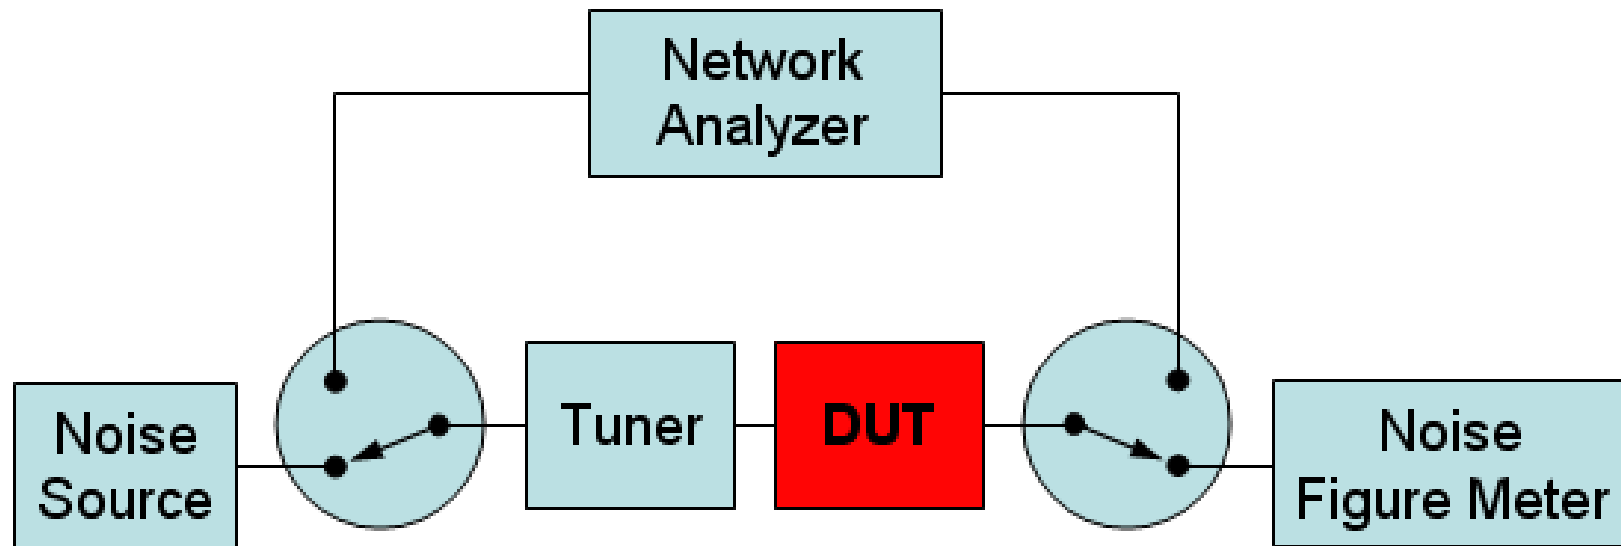 Network
Analyzer
Noise
Source
Tuner
DUT
Noise
Figure Meter